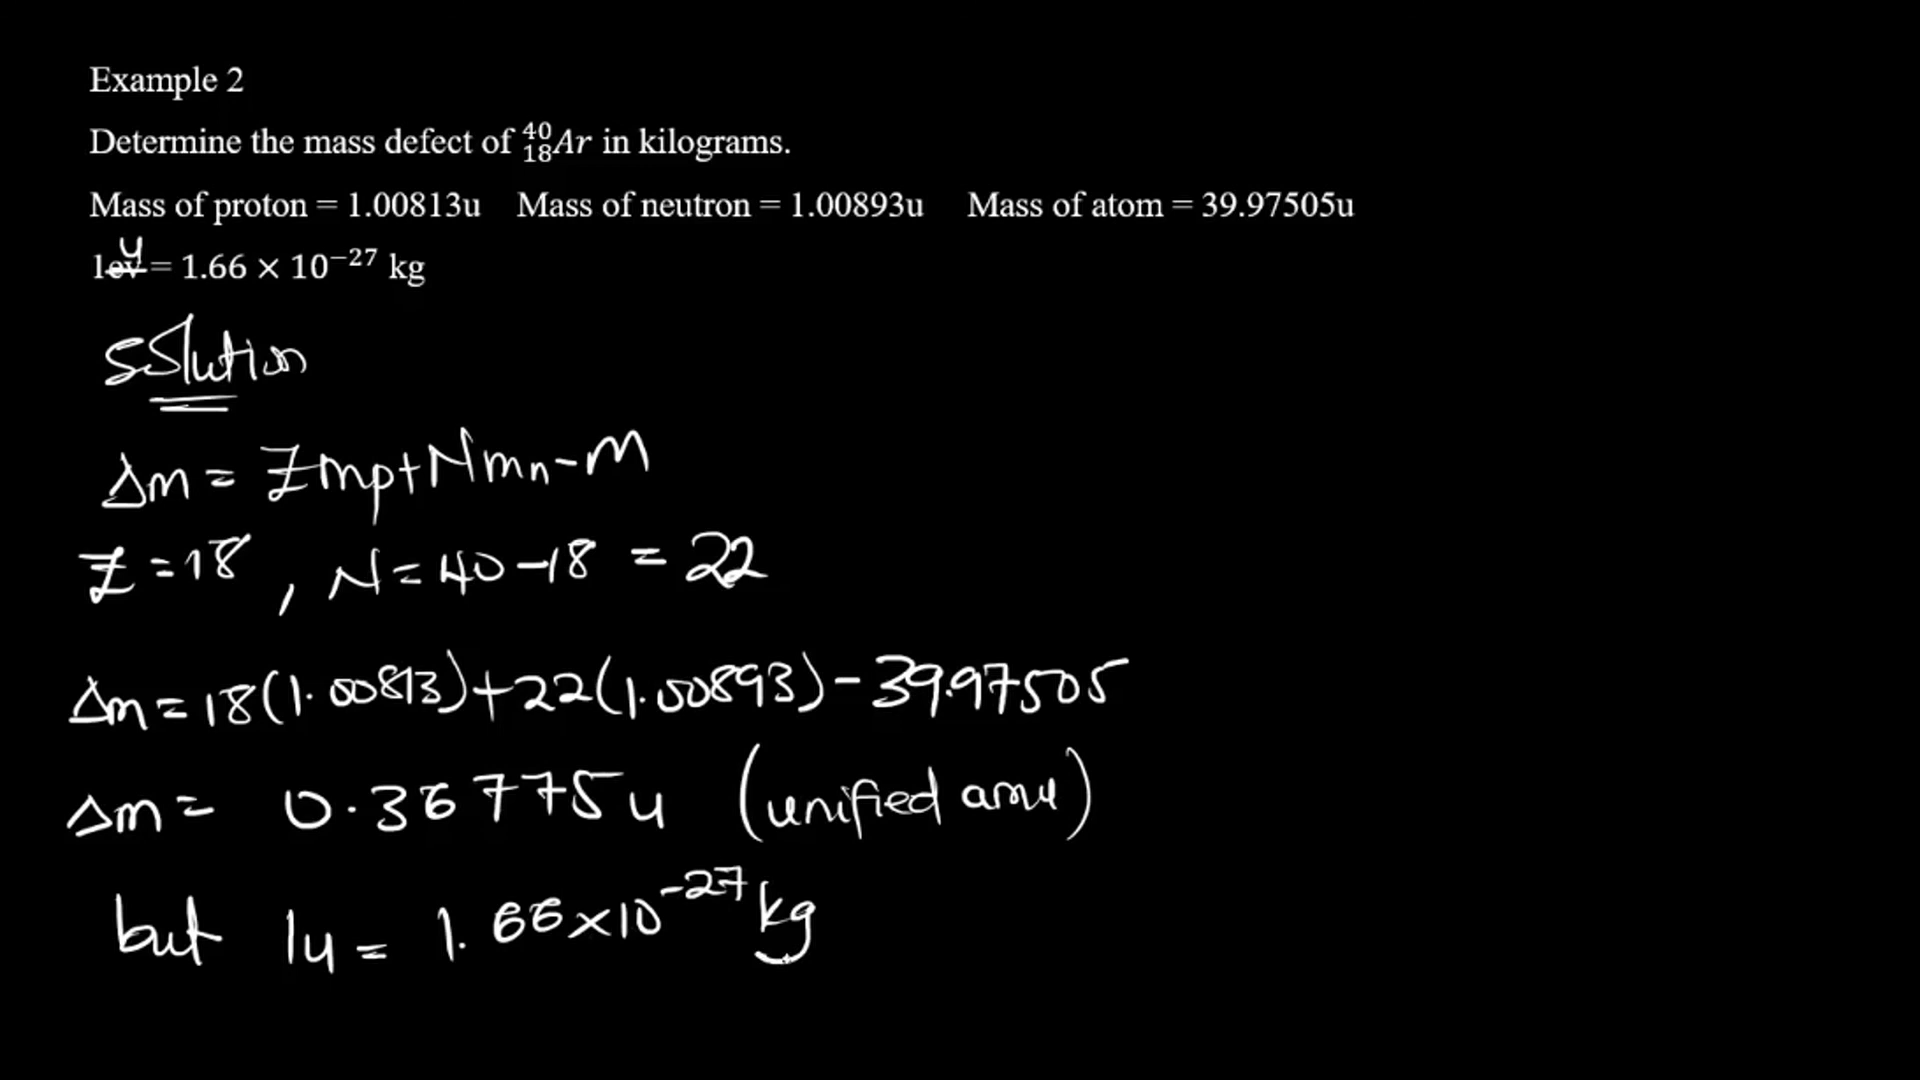 Example 2
Determine the mass defect of ⁴⁰₁₈Ar in kilograms.
Mass of proton = 1.00813u Mass of neutron = 1.00893u Mass of atom = 39.97505u
1e̶v̶ u = 1.66 × 10⁻²⁷ kg
Solution
Δm = Zmp+Nmn-M
Z = 18, N = 40-18 = 22
Δm = 18(1.00813)+22(1.00893)-39.97505
Δm = 0.36775u (unified amu)
but 1u = 1.66×10⁻²⁷kg